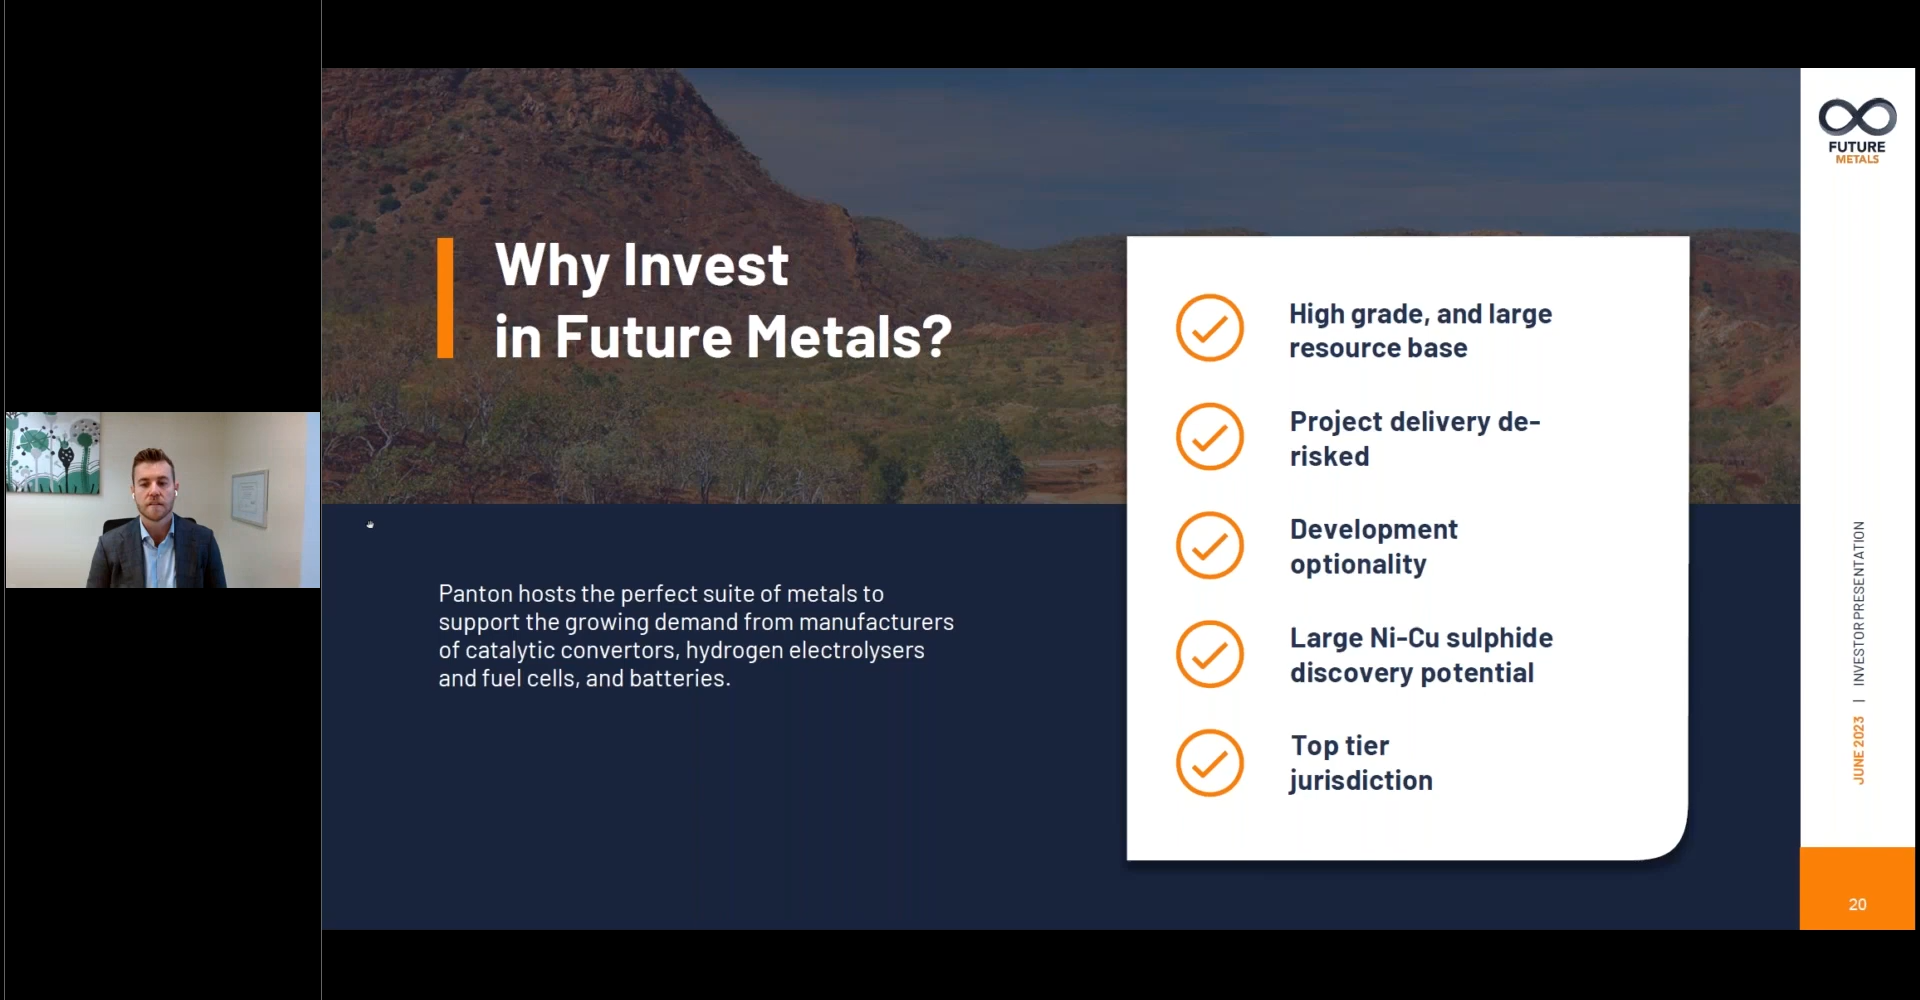 Why Invest
in Future Metals?
Panton hosts the perfect suite of metals to
support the growing demand from manufacturers
of catalytic convertors, hydrogen electrolysers
and fuel cells, and batteries.
High grade, and large
resource base
Project delivery de-
risked
Development
optionality
Large Ni-Cu sulphide
discovery potential
Top tier
jurisdiction
FUTURE
METALS
JUNE 2023 | INVESTOR PRESENTATION
20